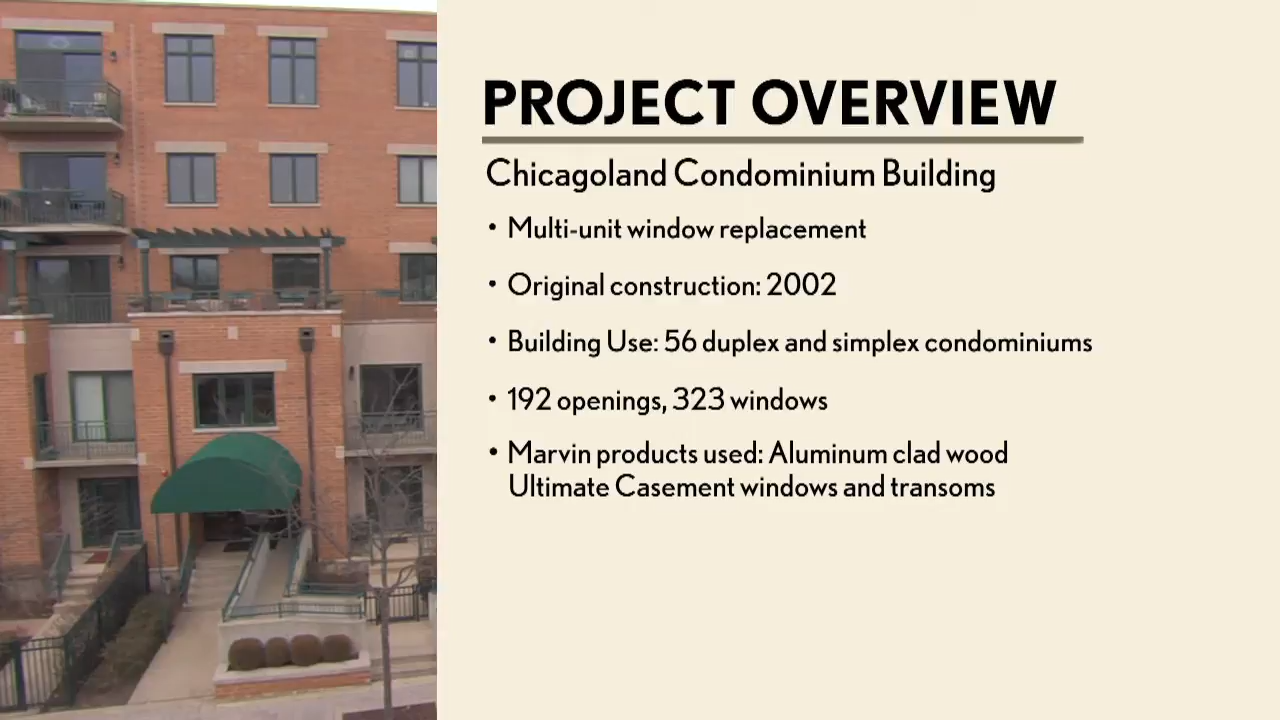 PROJECT OVERVIEW
Chicagoland Condominium Building
• Multi-unit window replacement
• Original construction: 2002
• Building Use: 56 duplex and simplex condominiums
• 192 openings, 323 windows
• Marvin products used: Aluminum clad wood
Ultimate Casement windows and transoms